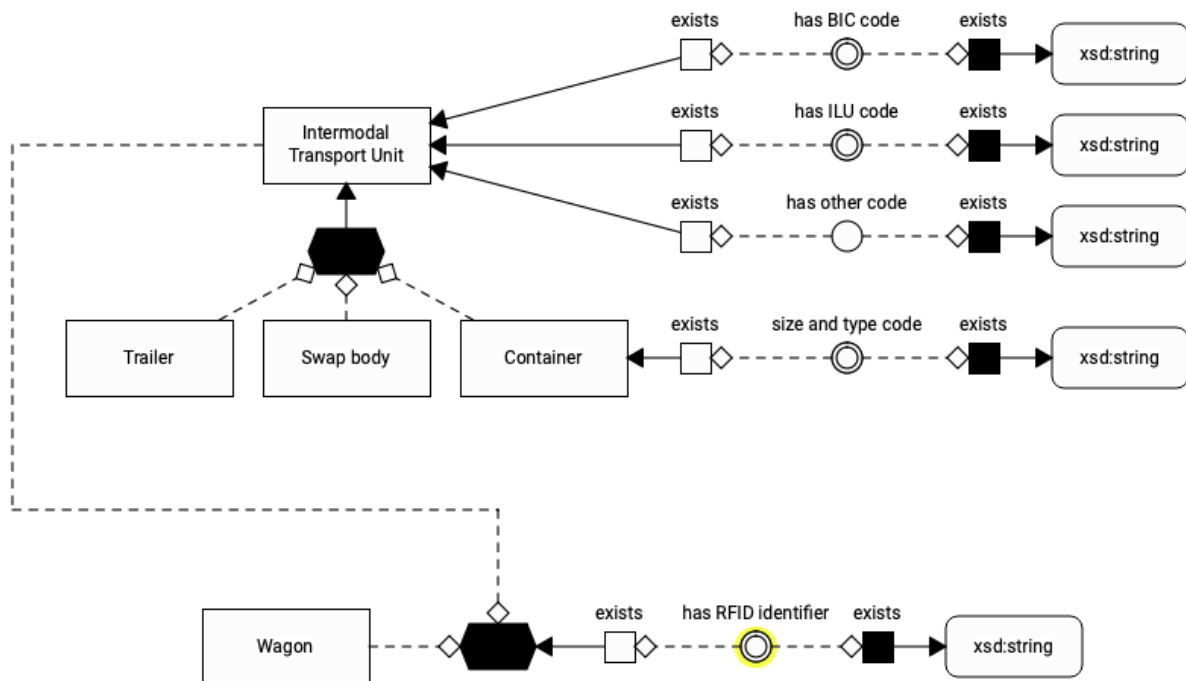 exists has BIC code exists
xsd:string
exists has ILU code exists
Intermodal
Transport Unit
xsd:string
exists has other code exists
xsd:string
exists size and type code exists
Trailer Swap body Container xsd:string
exists has RFID identifier exists
Wagon xsd:string